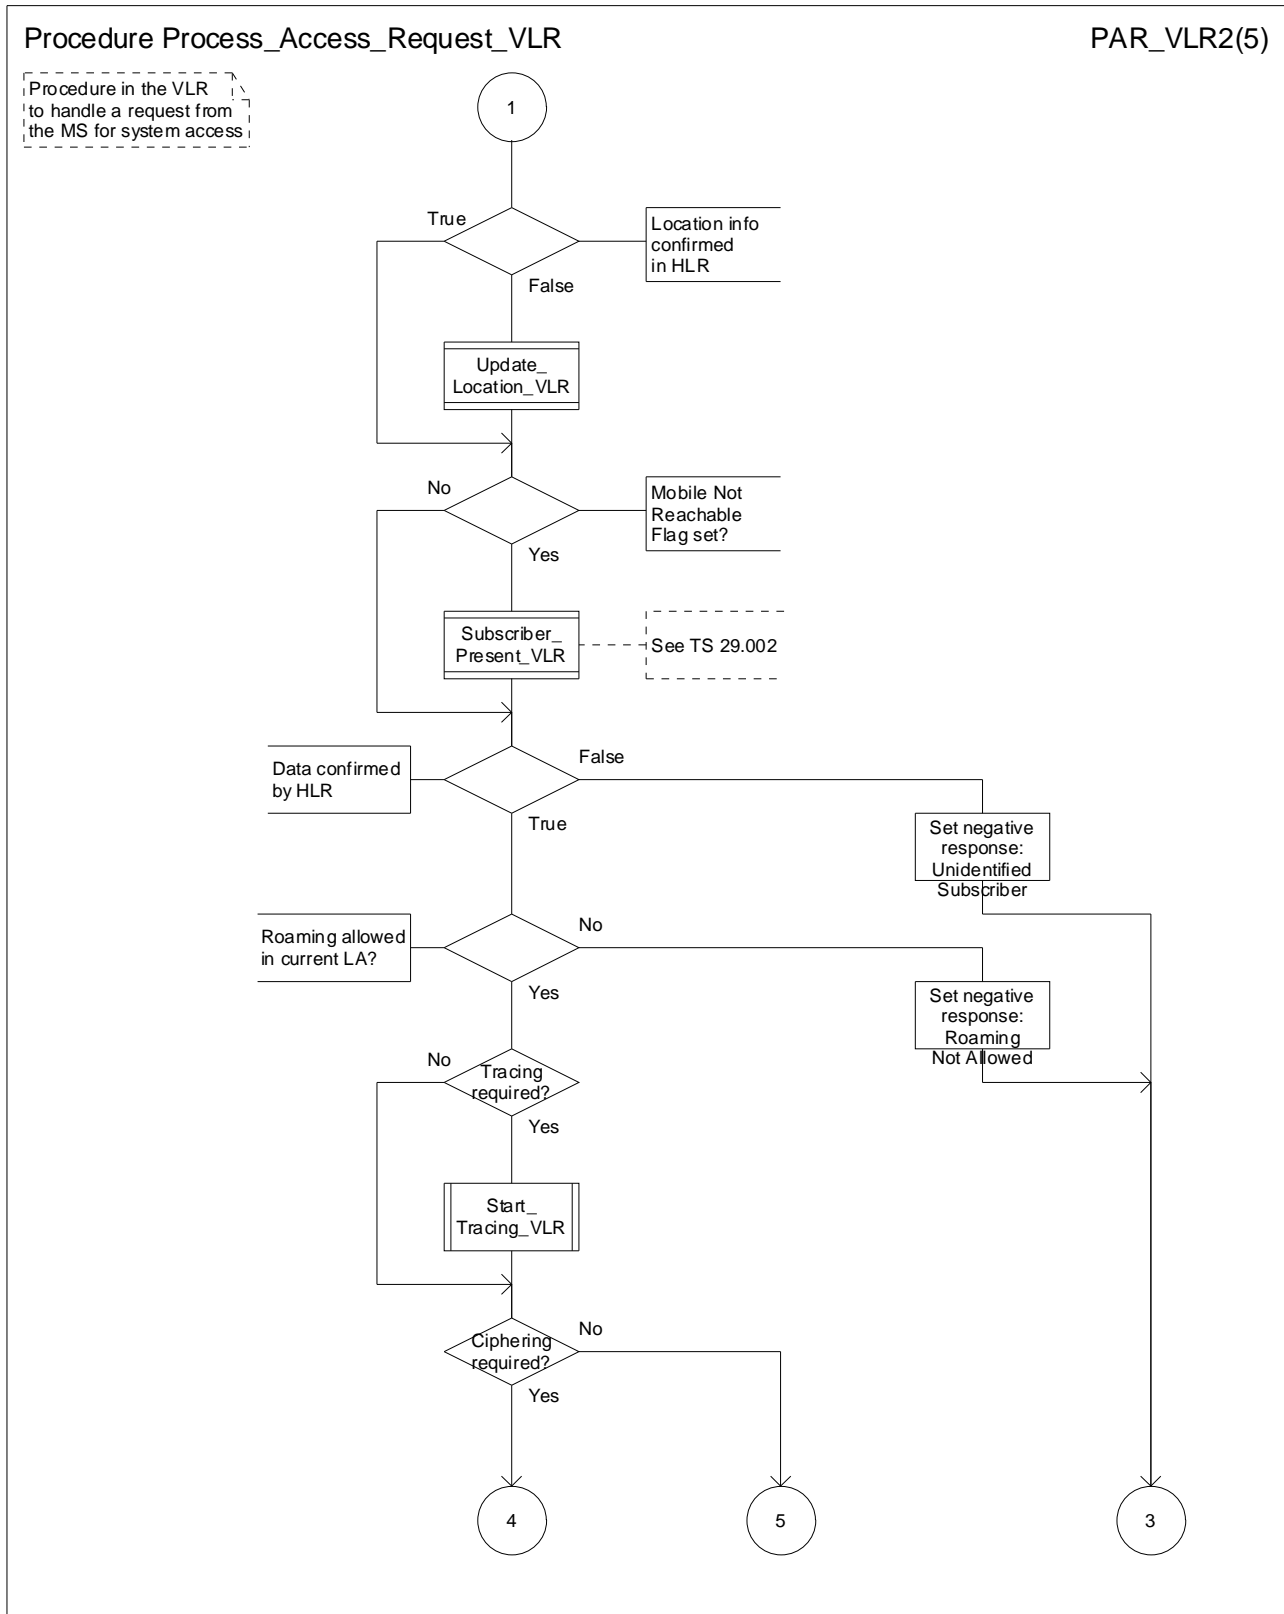 Procedure Process_Access_Request_VLR
PAR_VLR2(5)
Procedure in the VLR
to handle a request from
the MS for system access
1
True
Location info
confirmed
in HLR
False
Update_
Location_VLR
No
Mobile Not
Reachable
Flag set?
Yes
Subscriber_
Present_VLR
See TS 29.002
Data confirmed
by HLR
False
True
Set negative
response:
Unidentified
Subscriber
Roaming allowed
in current LA?
No
Yes
Set negative
response:
Roaming
Not Allowed
No
Tracing
required?
Yes
Start_
Tracing_VLR
Ciphering
required?
No
Yes
4
5
3